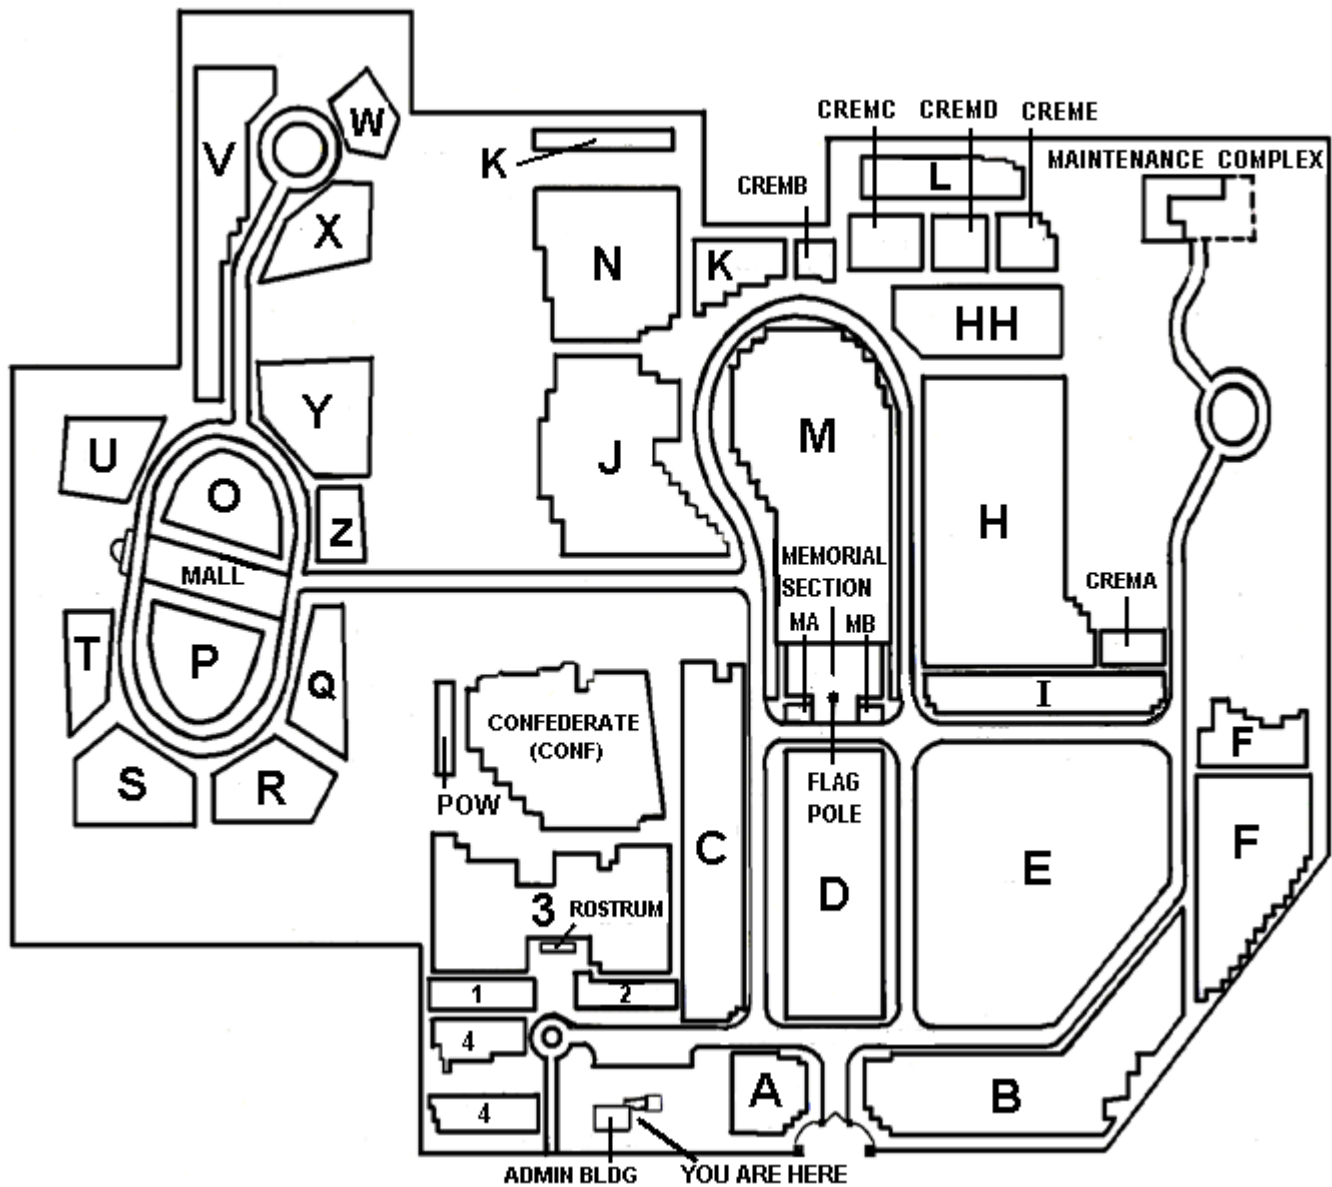 W
V
CREMC CREMD CREME
K
L
MAINTENANCE COMPLEX
CREMB
X
N
K
HH
Y
M
U
J
O
Z
H
MALL
MEMORIAL
SECTION
CREMA
MA MB
T
P
Q
I
CONFEDERATE
(CONF)
F
S
R
POW
FLAG
POLE
C
F
E
D
3 ROSTRUM
1
2
4
A
B
4
ADMIN BLDG
YOU ARE HERE